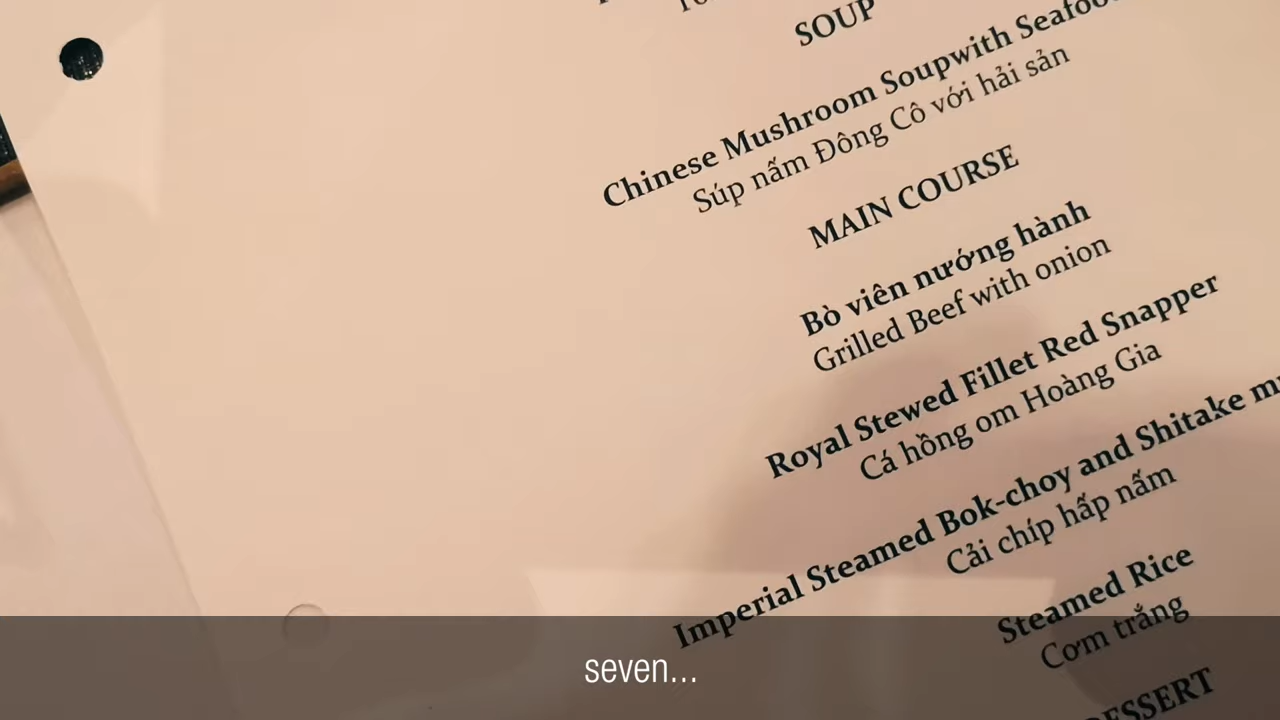 SOUP
Chinese Mushroom Soupwith Seafood
Súp nấm Đông Cô với hải sản
MAIN COURSE
Bò viên nướng hành
Grilled Beef with onion
Royal Stewed Fillet Red Snapper
Cá hồng om Hoàng Gia
Imperial Steamed Bok-choy and Shitake
Cải chíp hấp nấm
Steamed Rice
Cơm trắng
DESSERT
seven...